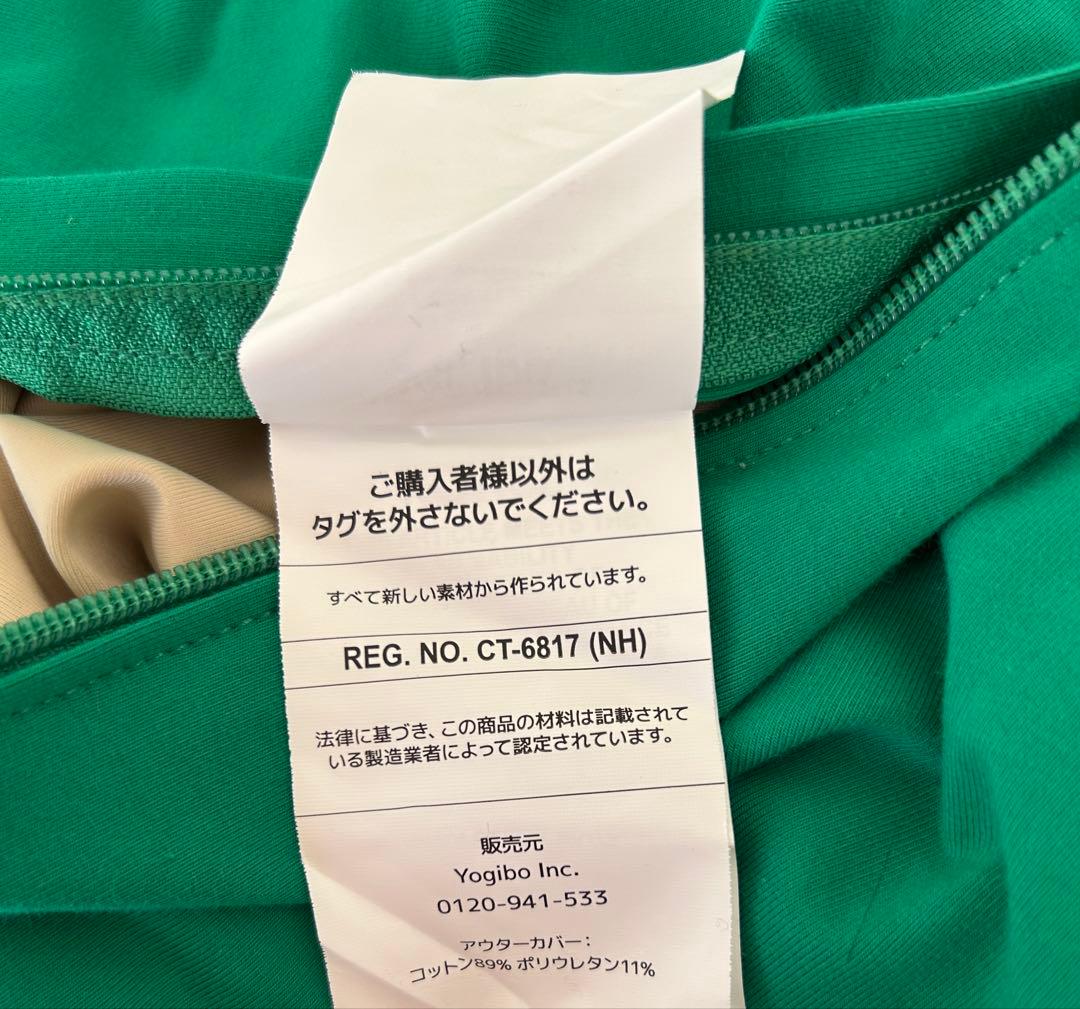 ご購入者様以外は
タグを外さないでください。
すべて新しい素材から作られています。
REG. NO. CT-6817 (NH)
法律に基づき、この商品の材料は記載されて
いる製造業者によって認定されています。
販売元
Yogibo Inc.
0120-941-533
アウターカバー：
コットン89% ポリウレタン11%